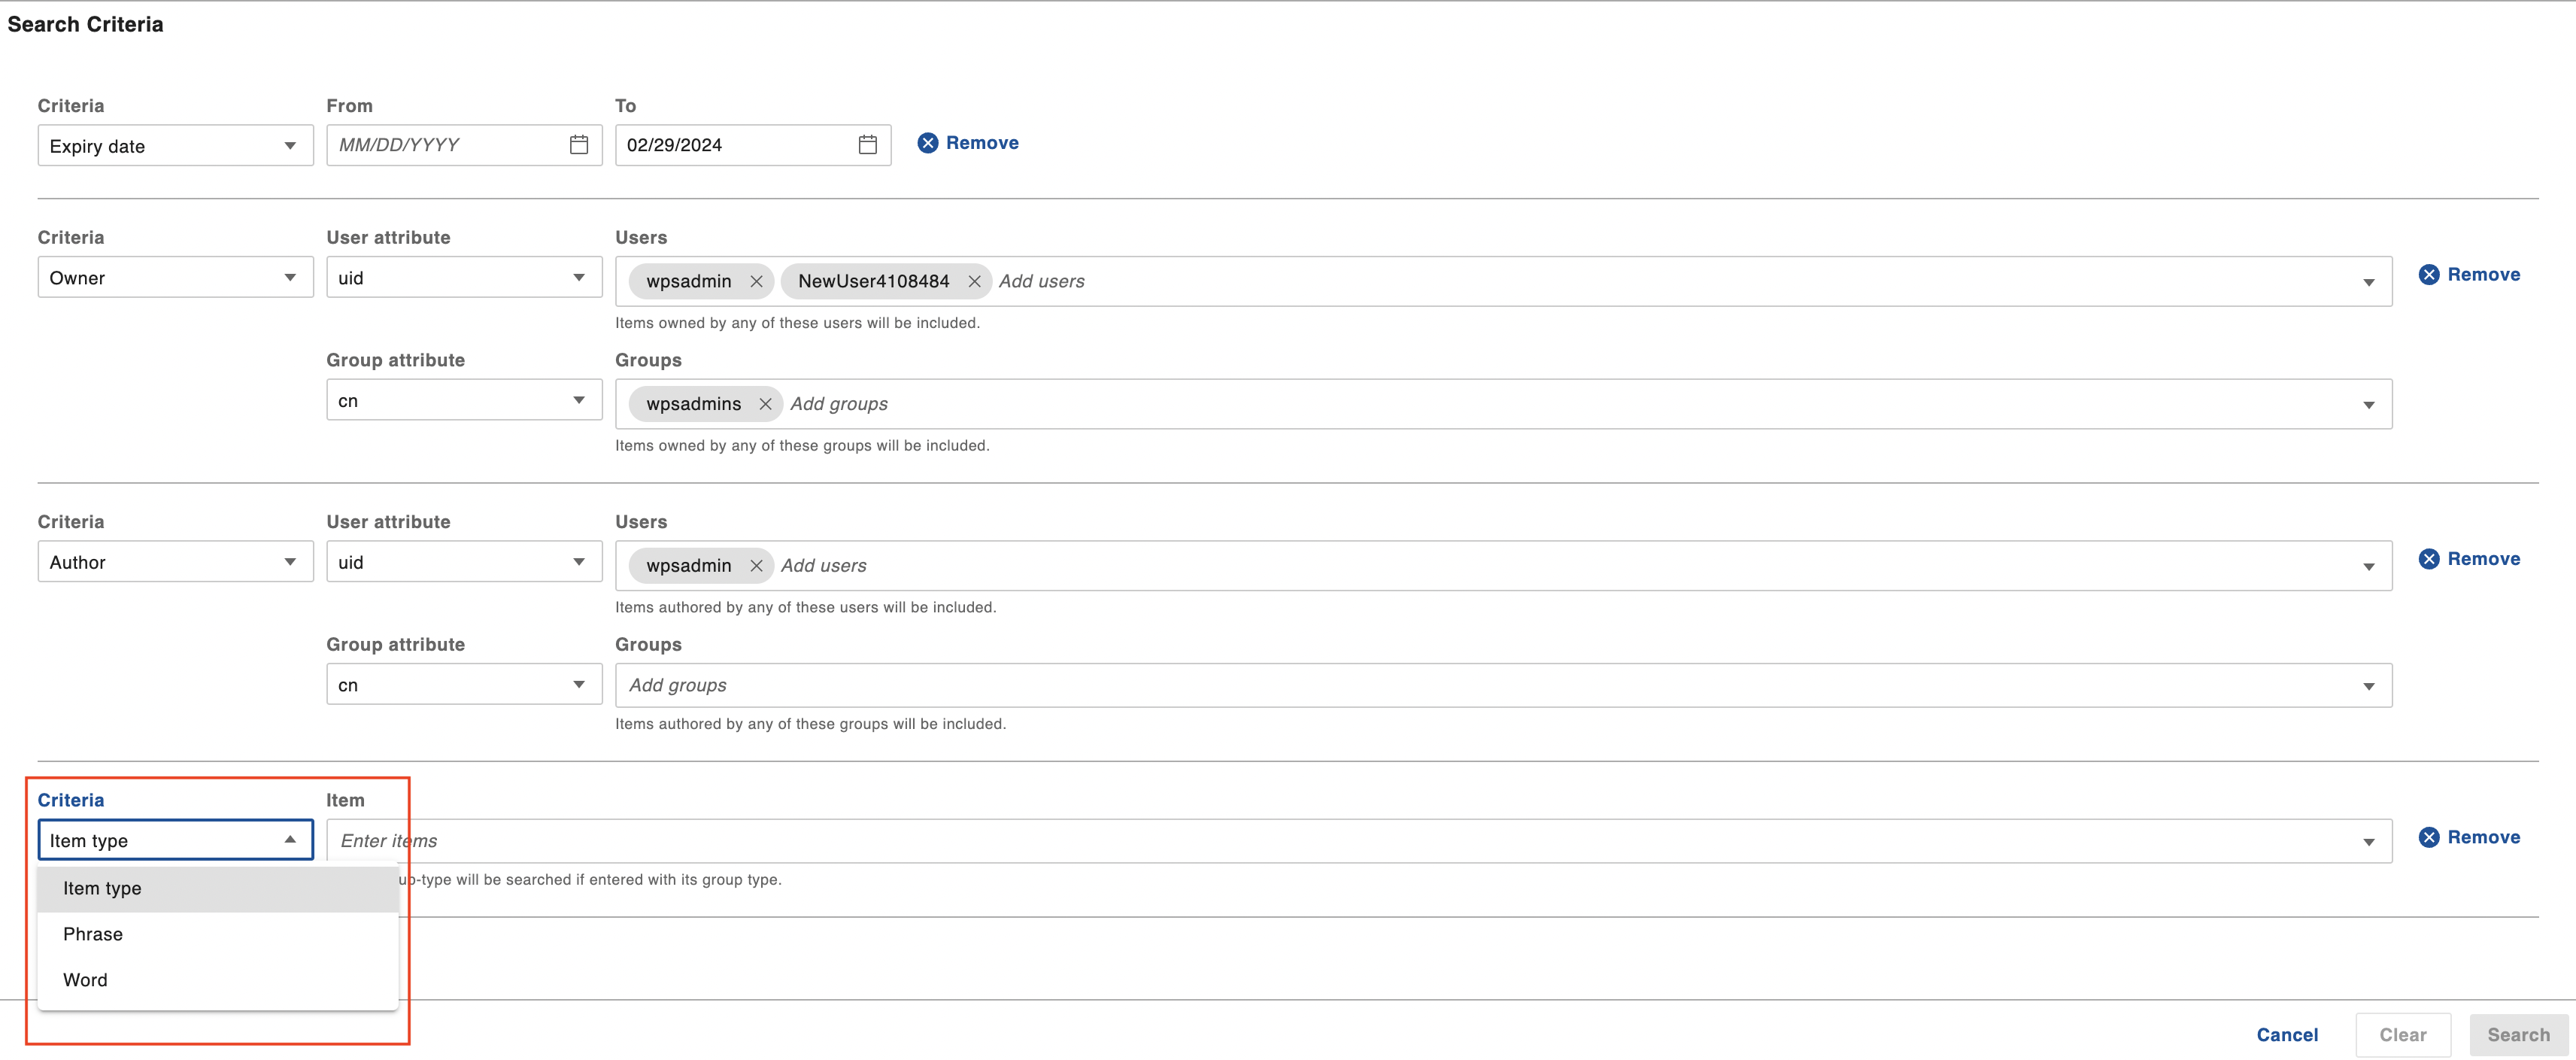 Search Criteria
Criteria From To
Expiry date MM/DD/YYYY 02/29/2024 Remove
Criteria User attribute Users
Owner uid wpsadmin NewUser4108484 Add users Remove
Items owned by any of these users will be included.
Group attribute Groups
cn wpsadmins Add groups
Items owned by any of these groups will be included.
Criteria User attribute Users
Author uid wpsadmin Add users Remove
Items authored by any of these users will be included.
Group attribute Groups
cn Add groups
Items authored by any of these groups will be included.
Criteria Item
Item type Enter items Remove
will be searched if entered with its group type.
Item type
Phrase
Word
Cancel Clear Search